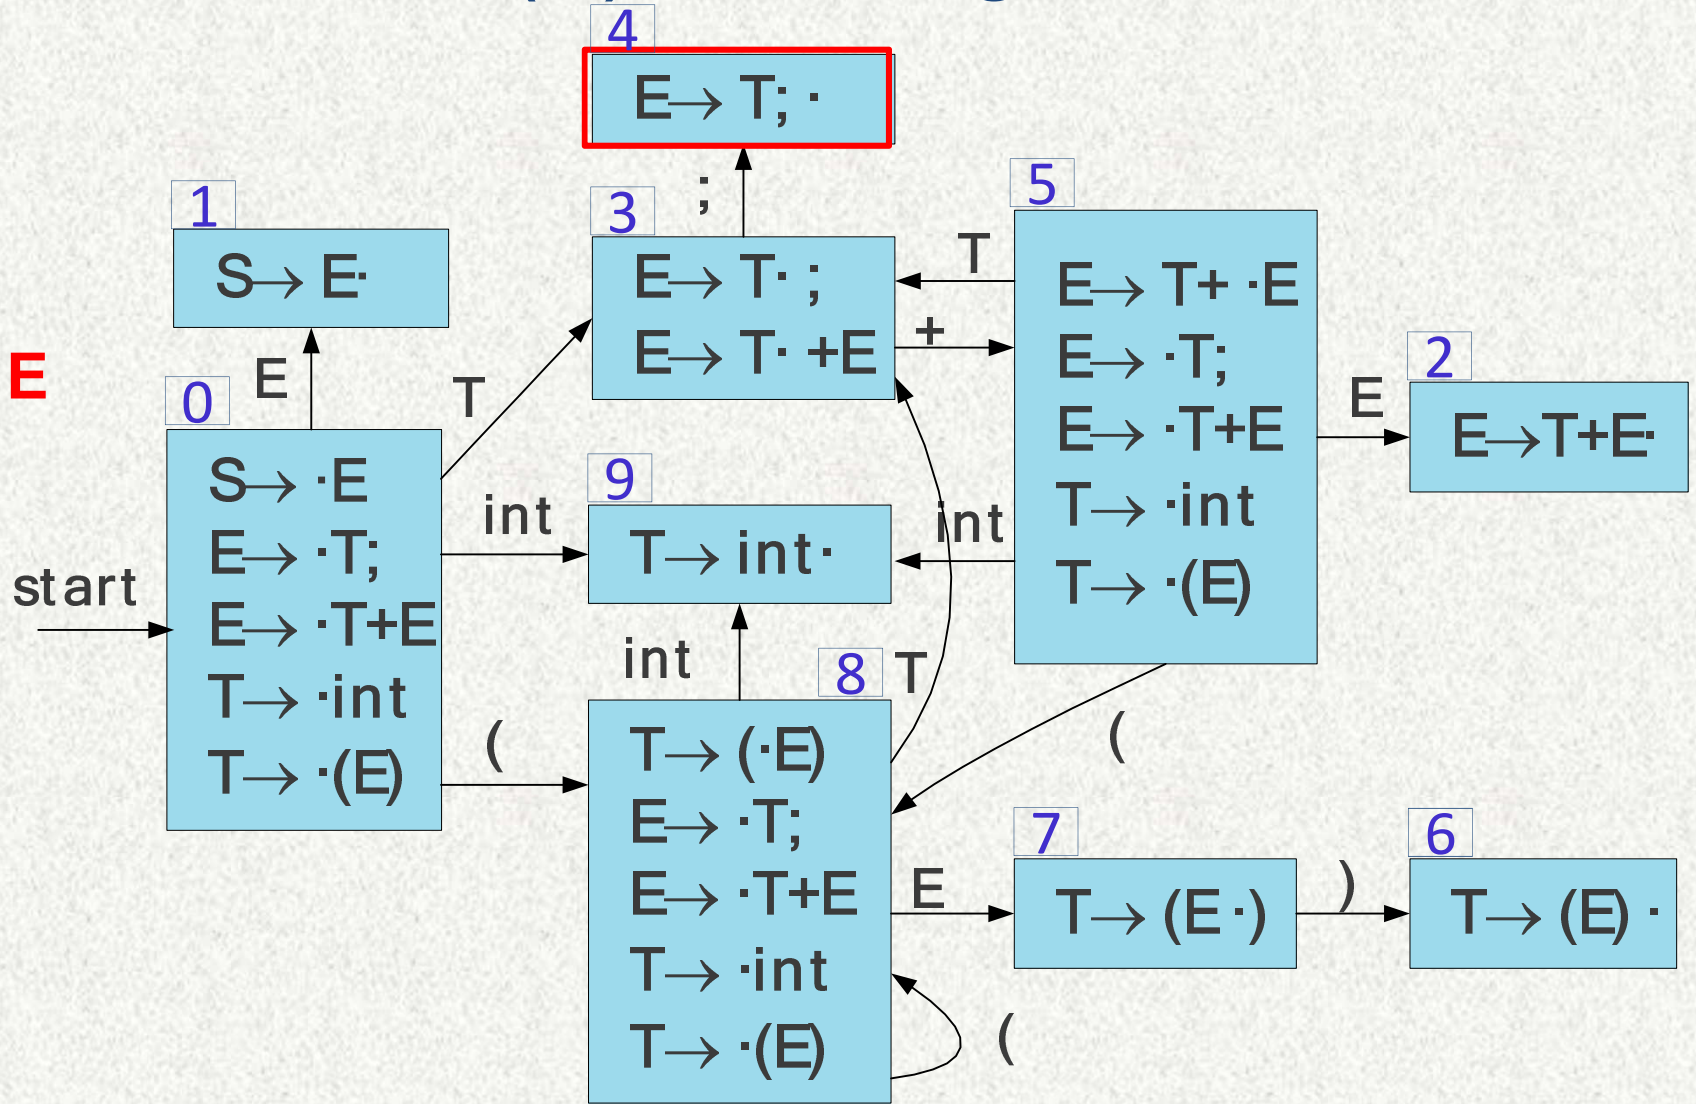 4
E→ T; ·
1
S→ E·
3
;
E→ T· ;
E→ T· +E
5
T
+
E→ T+ ·E
E→ ·T;
E→ ·T+E
T→ ·int
T→ ·(E)
2
E
E→T+E·
E
E
T
0
S→ ·E
E→ ·T;
E→ ·T+E
T→ ·int
T→ ·(E)
start
9
int
T→ int·
int
int
(
8
T
(
T→ (·E)
E→ ·T;
E→ ·T+E
T→ ·int
T→ ·(E)
E
(
7
T→ (E ·)
)
6
T→ (E) ·